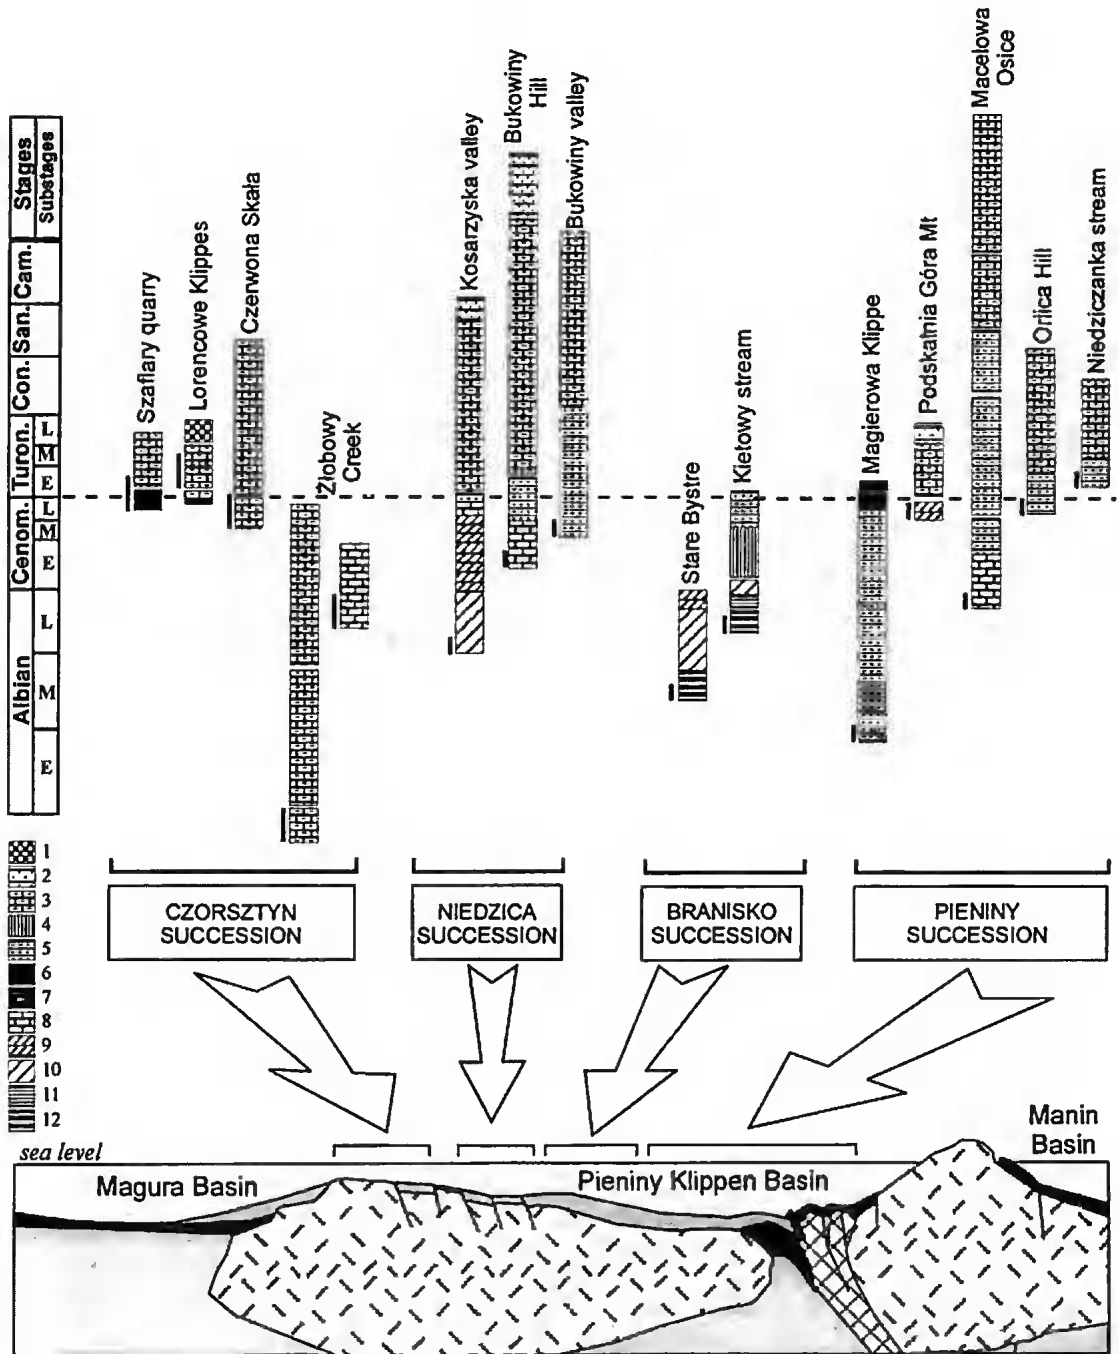 Stages
Substages
Cam.
San.
Con.
Turon.
L
M
E
Cenom.
L
M
E
Albian
L
M
E
Szaflary quarry
Lorencowe Klippes
Czerwona Skała
Złobowy
Creek
Kosarzyska valley
Bukowiny
Hill
Bukowiny valley
Stare Bystre
Kietowy stream
Magierowa Klippe
Podskalnia Góra Mt
Macelowa
Osice
Orlica Hill
Niedziczanka stream
1
2
3
4
5
6
7
8
9
10
11
12
CZORSZTYN
SUCCESSION
NIEDZICA
SUCCESSION
BRANISKO
SUCCESSION
PIENINY
SUCCESSION
sea level
Magura Basin
Pieniny Klippen Basin
Manin
Basin